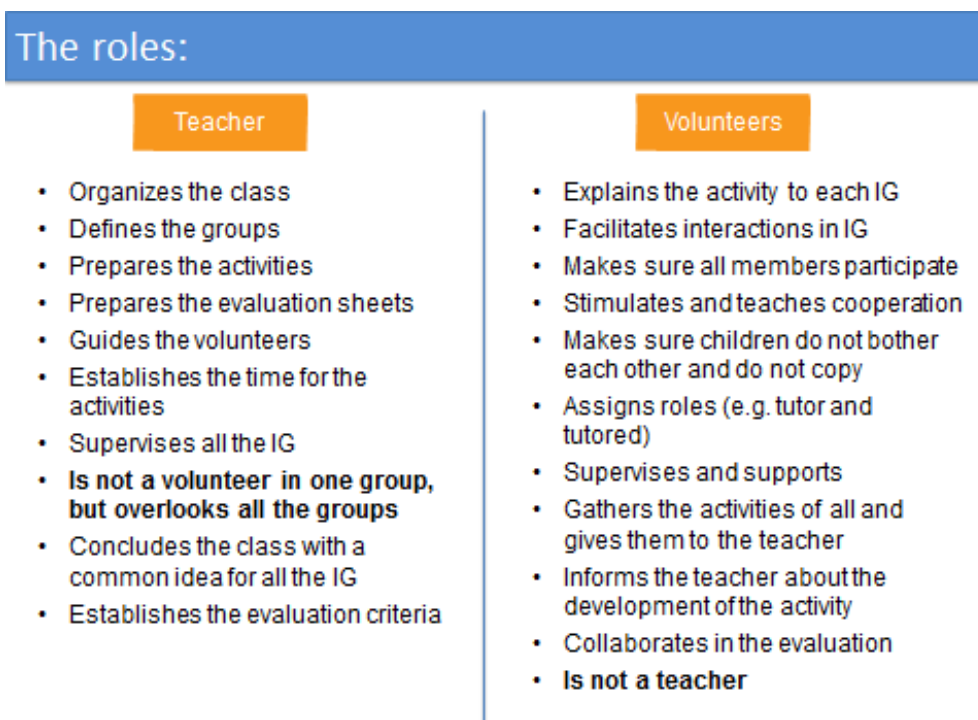 The roles:
Teacher
• Organizes the class
• Defines the groups
• Prepares the activities
• Prepares the evaluation sheets
• Guides the volunteers
• Establishes the time for the
activities
• Supervises all the IG
• Is not a volunteer in one group,
but overlooks all the groups
• Concludes the class with a
common idea for all the IG
• Establishes the evaluation criteria
Volunteers
• Explains the activity to each IG
• Facilitates interactions in IG
• Makes sure all members participate
• Stimulates and teaches cooperation
• Makes sure children do not bother
each other and do not copy
• Assigns roles (e.g. tutor and
tutored)
• Supervises and supports
• Gathers the activities of all and
gives them to the teacher
• Informs the teacher about the
development of the activity
• Collaborates in the evaluation
• Is not a teacher